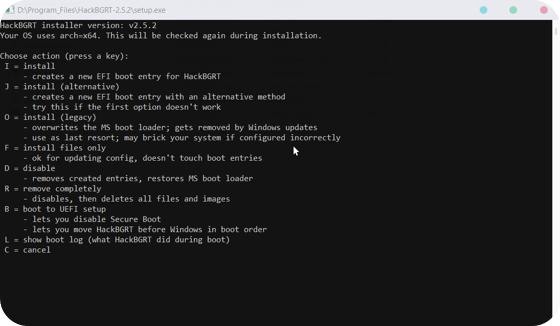 D:\Program_Files\HackBGRT-2.5.2\setup.exe
HackBGRT installer version: v2.5.2
Your OS uses arch=x64. This will be checked again during installation.
Choose action (press a key):
I = install
- creates a new EFI boot entry for HackBGRT
J = install (alternative)
- creates a new EFI boot entry with an alternative method
- try this if the first option doesn't work
O = install (legacy)
- overwrites the MS boot loader; gets removed by Windows updates
- use as last resort; may brick your system if configured incorrectly
F = install files only
- ok for updating config, doesn't touch boot entries
D = disable
- removes created entries, restores MS boot loader
R = remove completely
- disables, then deletes all files and images
B = boot to UEFI setup
- lets you disable Secure Boot
- lets you move HackBGRT before Windows in boot order
L = show boot log (what HackBGRT did during boot)
C = cancel